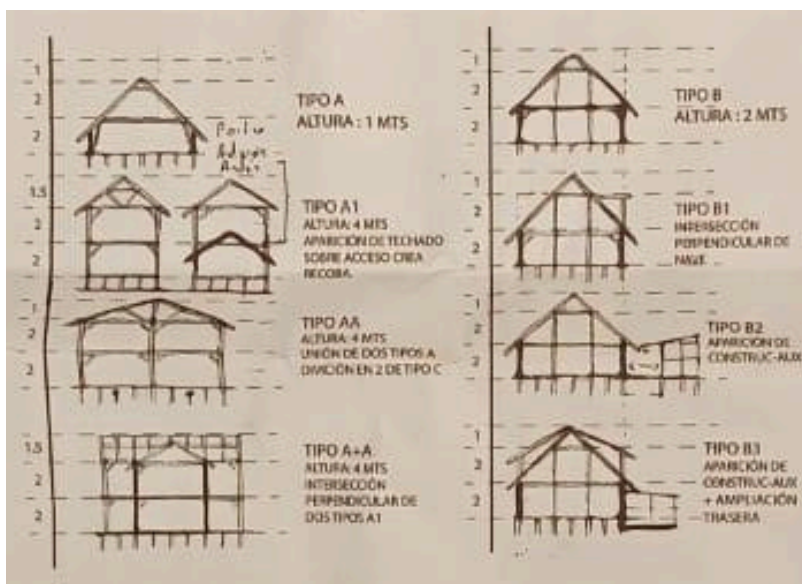 1
2
2
TIPO A
ALTURA : 1 MTS
1.5
2
2
TIPO A1
ALTURA: 4 MTS
APARICIÓN DE TECHADO
SOBRE ACCESO CREA
RECOBA.
1
2
2
TIPO AA
ALTURA: 4 MTS
UNIÓN DE DOS TIPOS A
DIVICIÓN EN 2 DE TIPO C
1.5
2
2
TIPO A+A
ALTURA: 4 MTS
INTERSECCIÓN
PERPENDICULAR DE
DOS TIPOS A1
1
2
2
TIPO B
ALTURA : 2 MTS
1
2
2
TIPO B1
INTERSECCIÓN
PERPENDICULAR DE
NAVE
1
2
2
TIPO B2
APARICIÓN DE
CONSTRUC-AUX
1
2
2
TIPO B3
APARICIÓN DE
CONSTRUC-AUX
+ AMPLIACIÓN
TRASERA